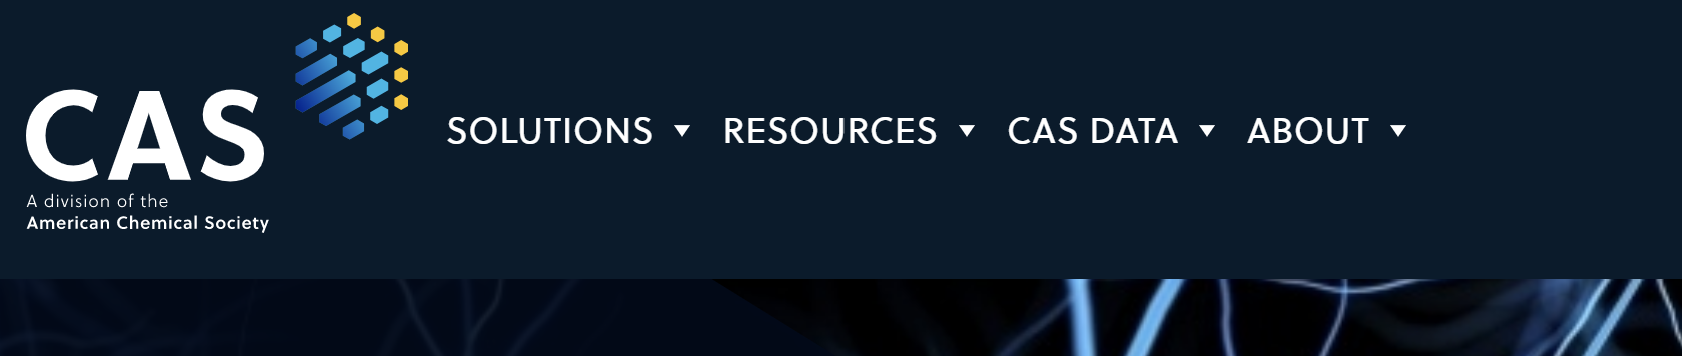 CAS
A division of the
American Chemical Society
SOLUTIONS RESOURCES CAS DATA ABOUT